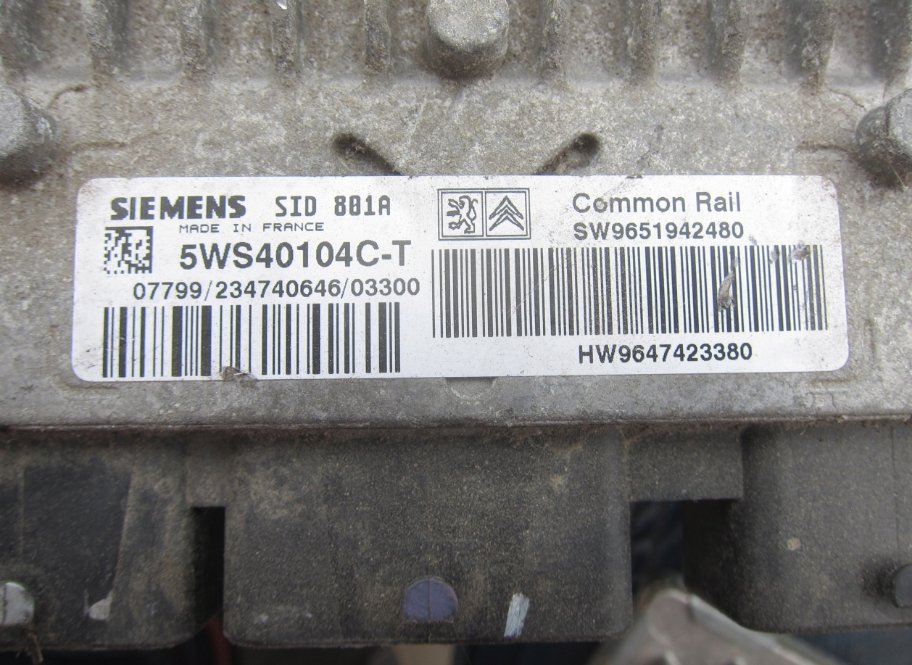 SIEMENS SID 801A
MADE IN FRANCE
5WS40104C-T
07799/234740646/03300
Common Rail
SW9651942480
HW9647423380